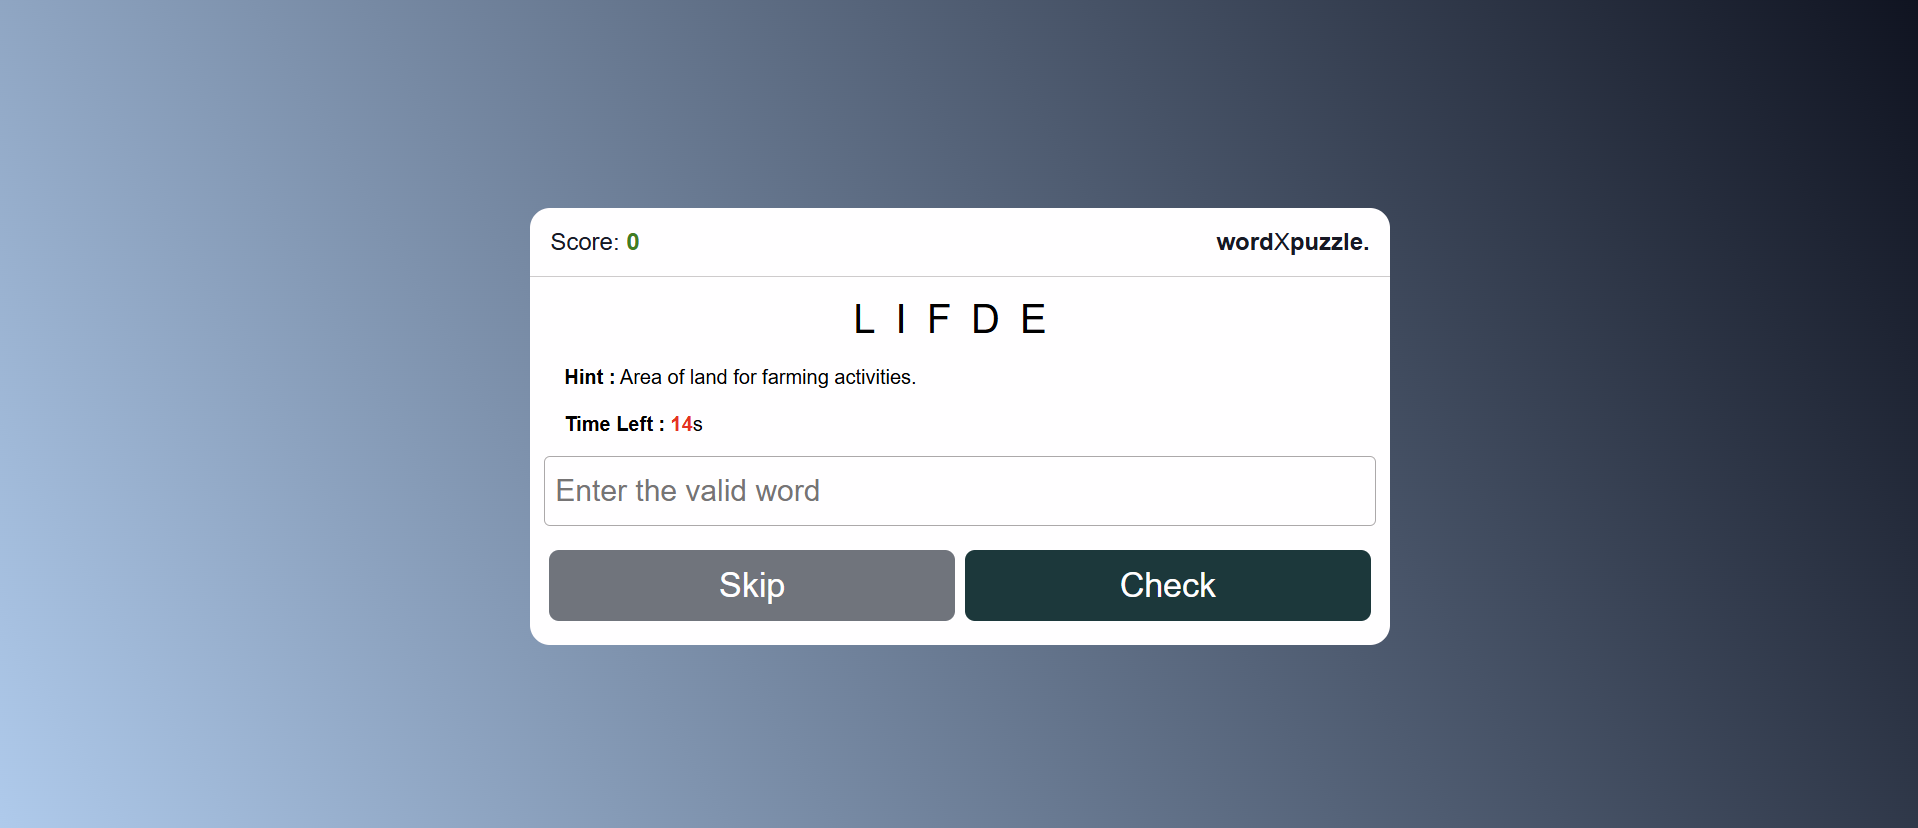 Score: 0
wordXpuzzle.
L I F D E
Hint : Area of land for farming activities.
Time Left : 14s
Enter the valid word
Skip
Check